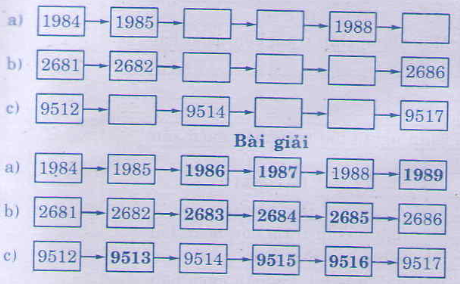 a) 1984 1985 1988
b) 2681 2682 2686
c) 9512 9514 9517
Bài giải
a) 1984 1985 1986 1987 1988 1989
b) 2681 2682 2683 2684 2685 2686
c) 9512 9513 9514 9515 9516 9517